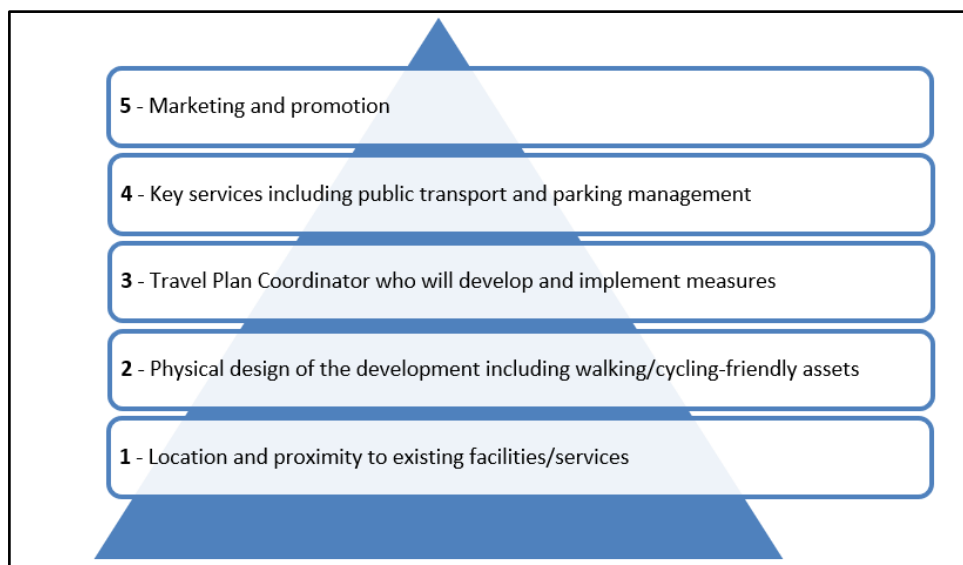 5 - Marketing and promotion
4 - Key services including public transport and parking management
3 - Travel Plan Coordinator who will develop and implement measures
2 - Physical design of the development including walking/cycling-friendly assets
1 - Location and proximity to existing facilities/services